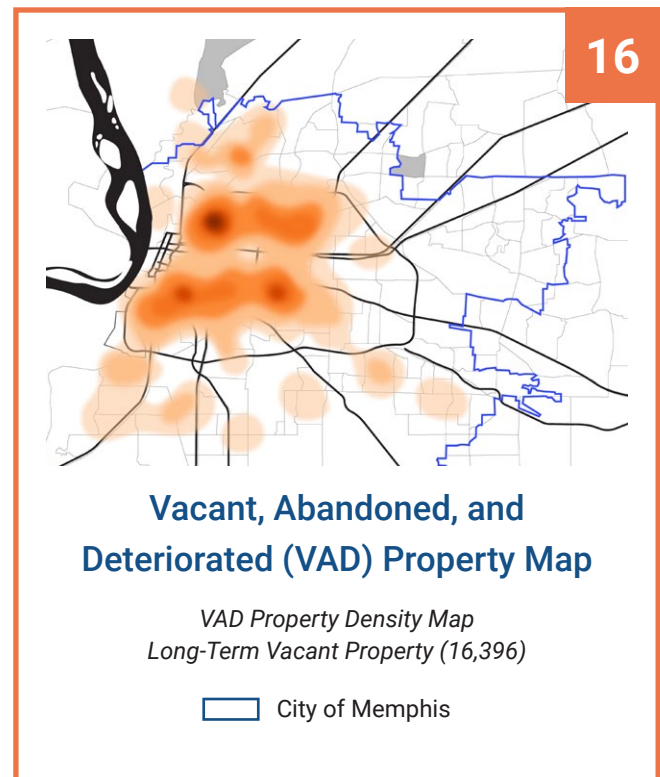 16
Vacant, Abandoned, and
Deteriorated (VAD) Property Map
VAD Property Density Map
Long-Term Vacant Property (16,396)
City of Memphis